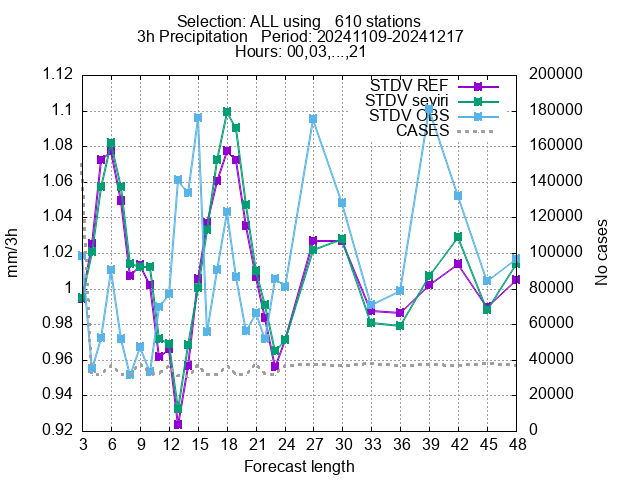 Selection: ALL using   610 stations
3h Precipitation   Period: 20241109-20241217
Hours: 00,03,...,21
1.12
1.1
1.08
1.06
1.04
1.02
1
0.98
0.96
0.94
0.92
mm/3h
STDV REF
STDV seviri
STDV OBS
CASES
200000
180000
160000
140000
120000
100000
80000
60000
40000
20000
0
No cases
3 6 9 12 15 18 21 24 27 30 33 36 39 42 45 48
Forecast length